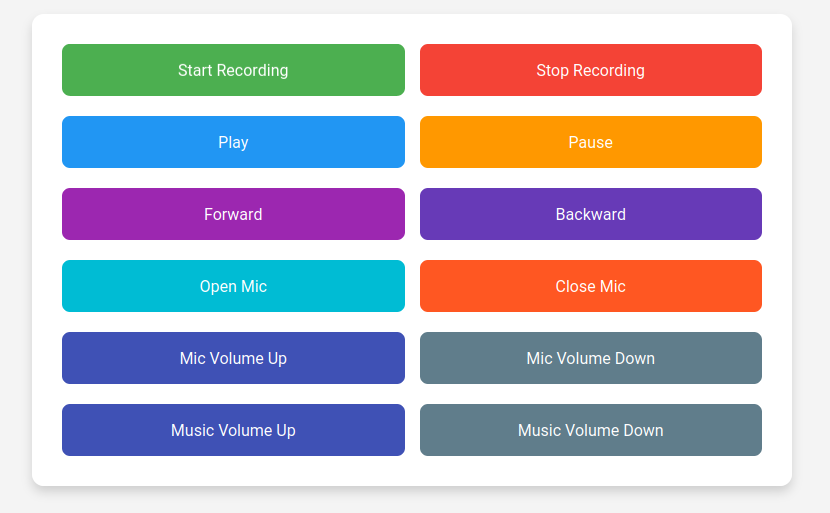 Start Recording
Stop Recording
Play
Pause
Forward
Backward
Open Mic
Close Mic
Mic Volume Up
Mic Volume Down
Music Volume Up
Music Volume Down